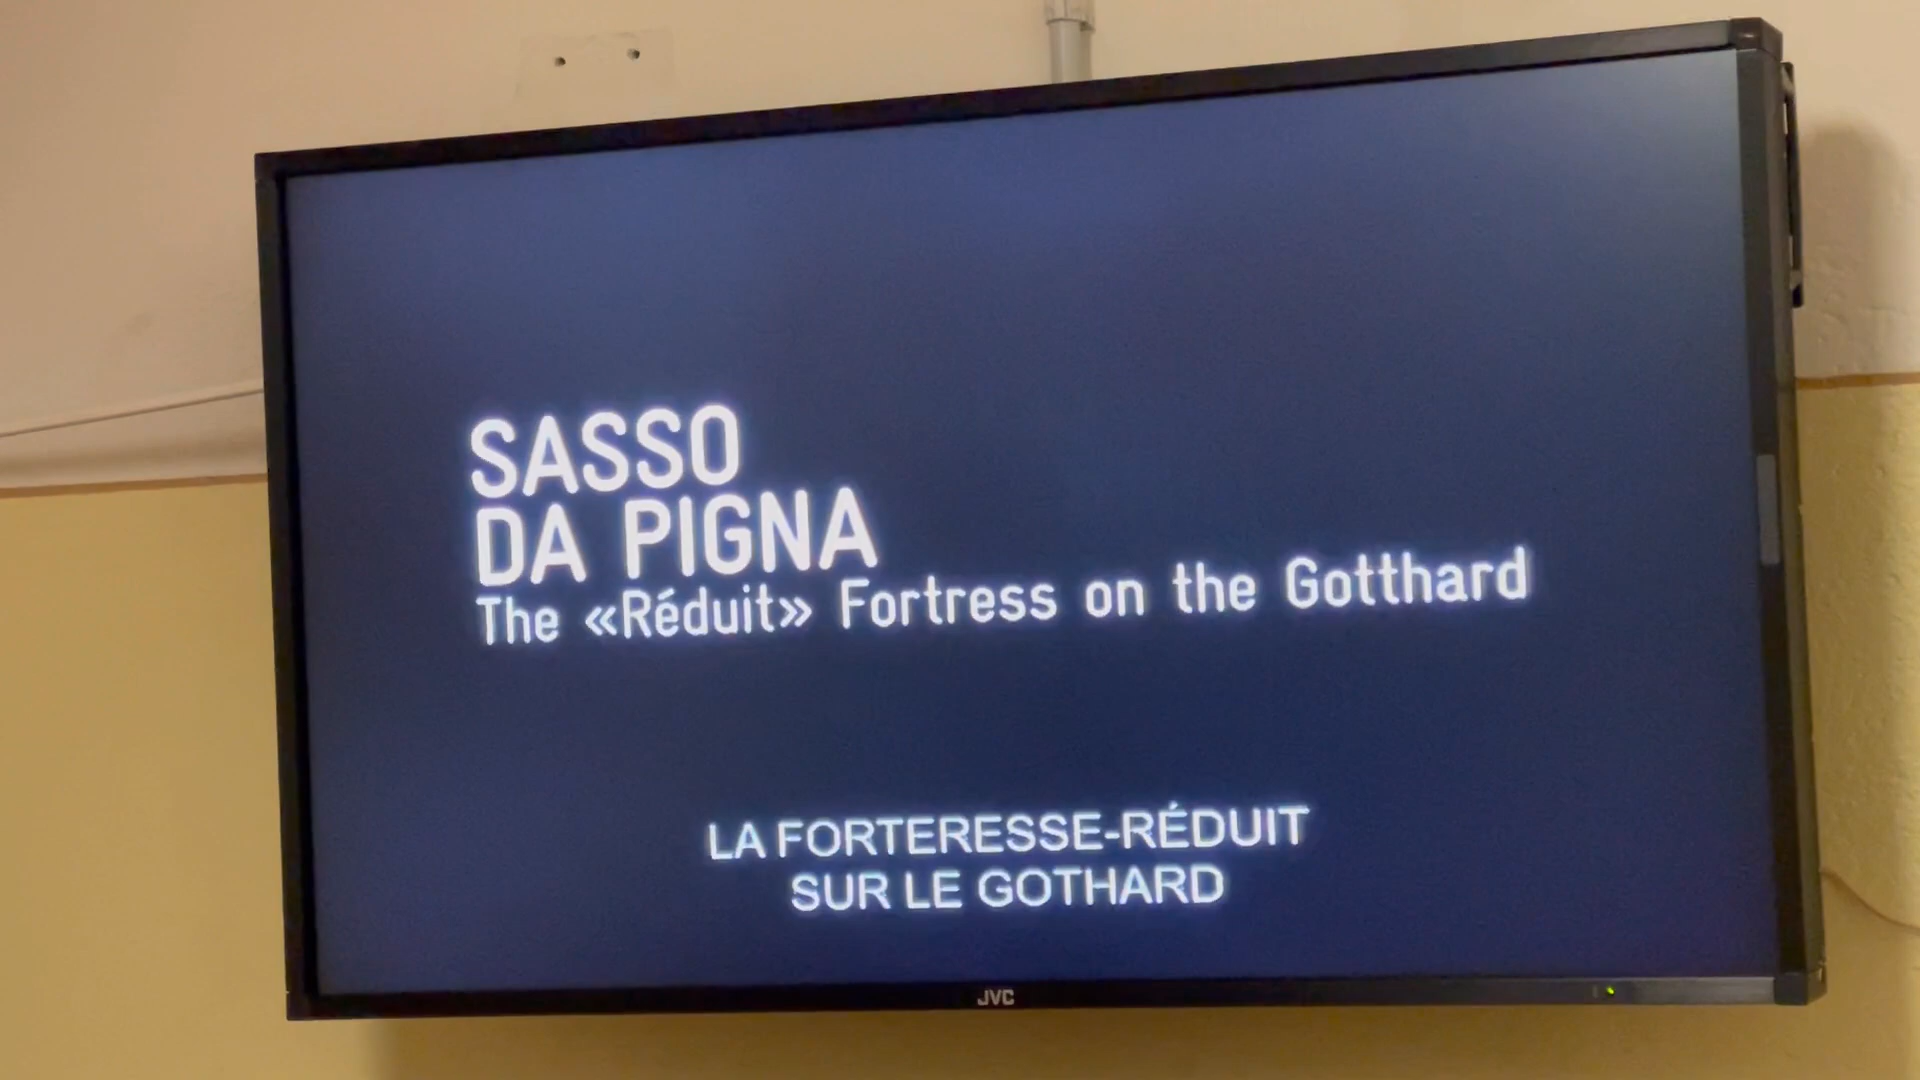 SASSO
DA PIGNA
The «Réduit» Fortress on the Gotthard
LA FORTERESSE-RÉDUIT
SUR LE GOTHARD
JVC